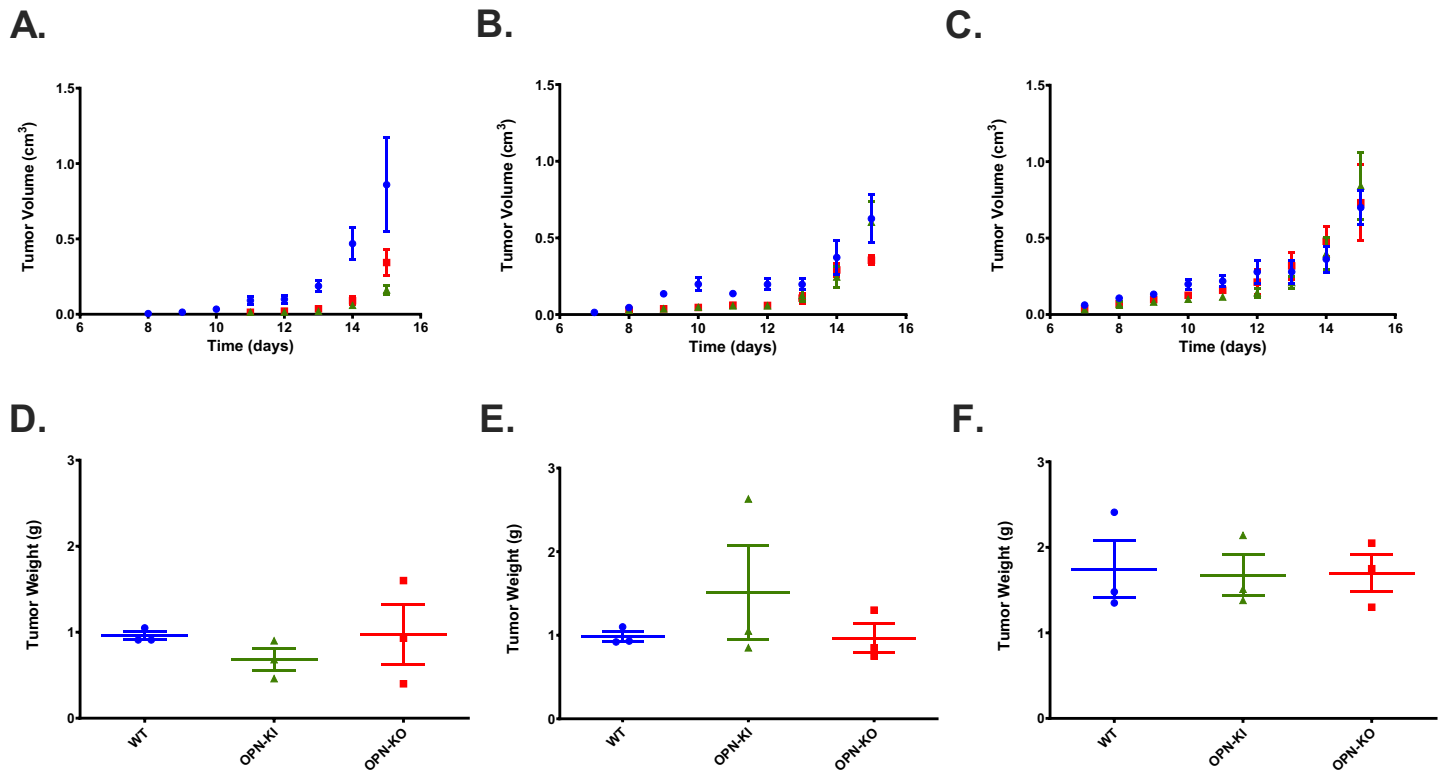 A.
B.
C.
Tumor Volume (cm³)
1.5
1.0
0.5
0.0
6
8
10
12
14
16
Time (days)
Tumor Volume (cm³)
1.5
1.0
0.5
0.0
6
8
10
12
14
16
Time (days)
Tumor Volume (cm³)
1.5
1.0
0.5
0.0
6
8
10
12
14
16
Time (days)
D.
E.
F.
Tumor Weight (g)
3
2
1
0
WT
OPN-KI
OPN-KO
Tumor Weight (g)
3
2
1
0
WT
OPN-KI
OPN-KO
Tumor Weight (g)
3
2
1
0
WT
OPN-KI
OPN-KO